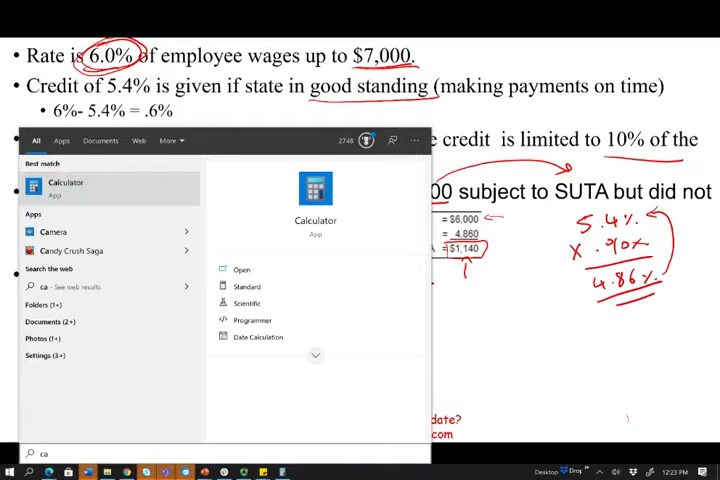 • Rate is 6.0% of employee wages up to $7,000.
• Credit of 5.4% is given if state in good standing (making payments on time)
• 6%- 5.4% = .6%
e credit is limited to 10% of the
00 subject to SUTA but did not
= $6,000
= 4,860
= $1,140
5.4%
x .90x
4.86%
date?
com
All Apps Documents Web More
2748 ...
Best match
Calculator
App
Apps
Camera
Candy Crush Saga
Search the web
ca - See web results
Folders (1+)
Documents (2+)
Photos (1+)
Settings (3+)
Calculator
App
Open
Standard
Scientific
Programmer
Date Calculation
ca
Desktop
Drop
12:23 PM